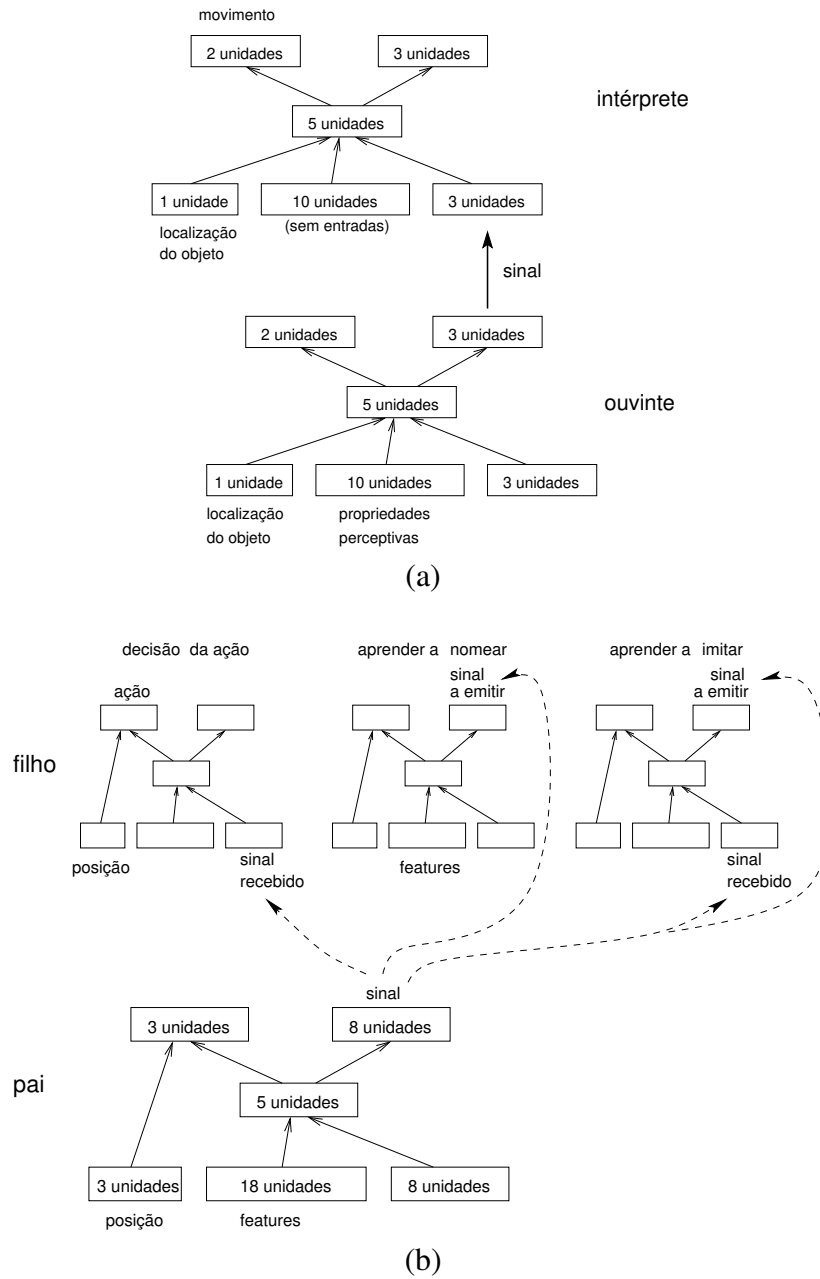 movimento
2 unidades
3 unidades
intérprete
5 unidades
1 unidade
10 unidades
3 unidades
localização
do objeto
(sem entradas)
sinal
2 unidades
3 unidades
5 unidades
ouvinte
1 unidade
10 unidades
3 unidades
localização
do objeto
propriedades
perceptivas
(a)
decisão da ação
aprender a nomear
aprender a imitar
ação
sinal
a emitir
sinal
a emitir
filho
posição
sinal
recebido
features
sinal
recebido
sinal
3 unidades
8 unidades
pai
5 unidades
3 unidades
18 unidades
8 unidades
posição
features
(b)